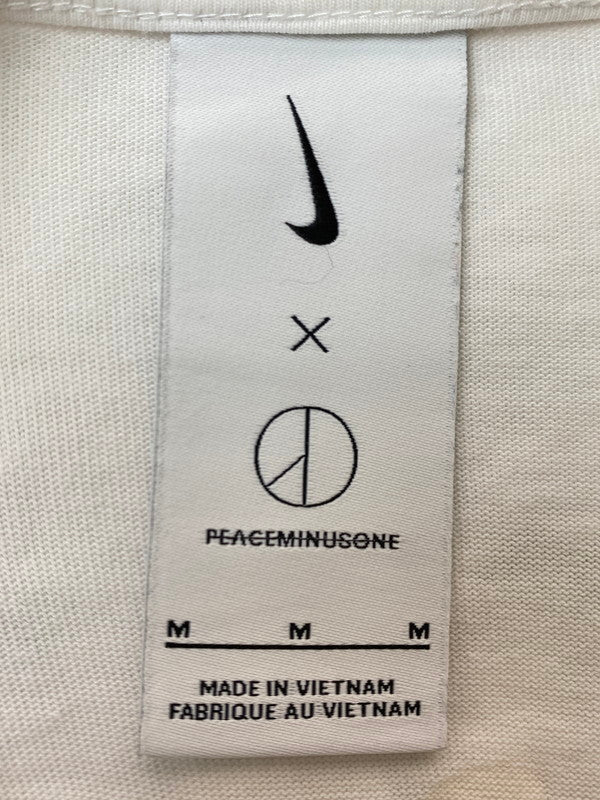 ×
PEACEMINUSONE
M M M
MADE IN VIETNAM
FABRIQUE AU VIETNAM